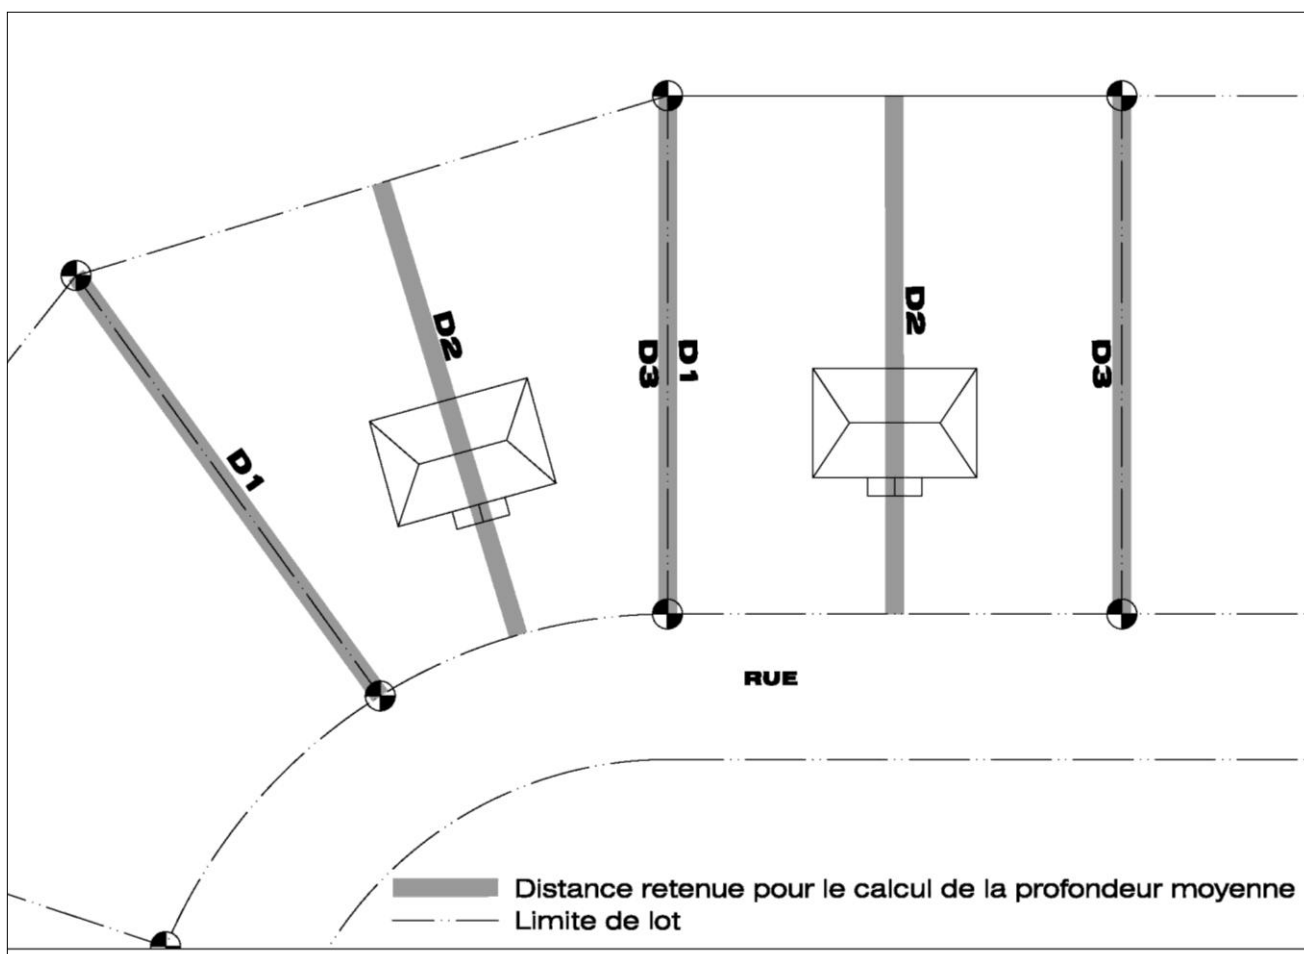 D2
D2
D3
D1
D3
D1
RUE
Distance retenue pour le calcul de la profondeur moyenne
Limite de lot